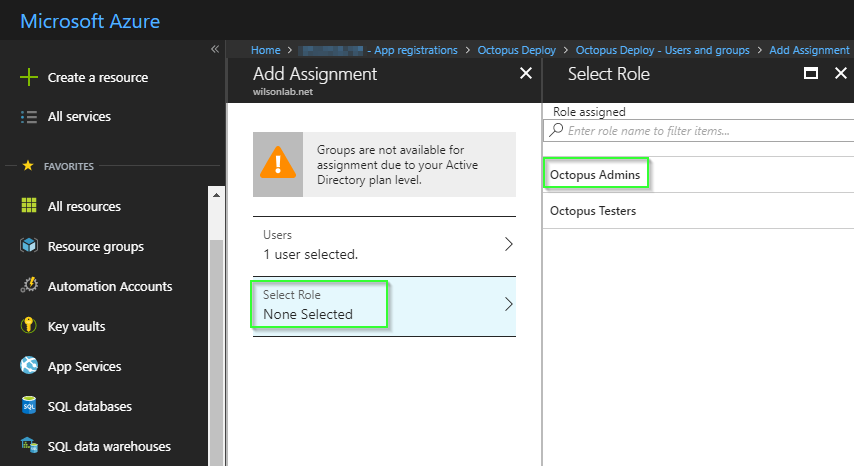 Microsoft Azure
Home > - App registrations > Octopus Deploy > Octopus Deploy - Users and groups > Add Assignment
Create a resource
All services
FAVORITES
All resources
Resource groups
Automation Accounts
Key vaults
App Services
SQL databases
SQL data warehouses
Add Assignment
wilsonlab.net
Groups are not available for
assignment due to your Active
Directory plan level.
Users
1 user selected.
Select Role
None Selected
Select Role
Role assigned
Enter role name to filter items...
Octopus Admins
Octopus Testers